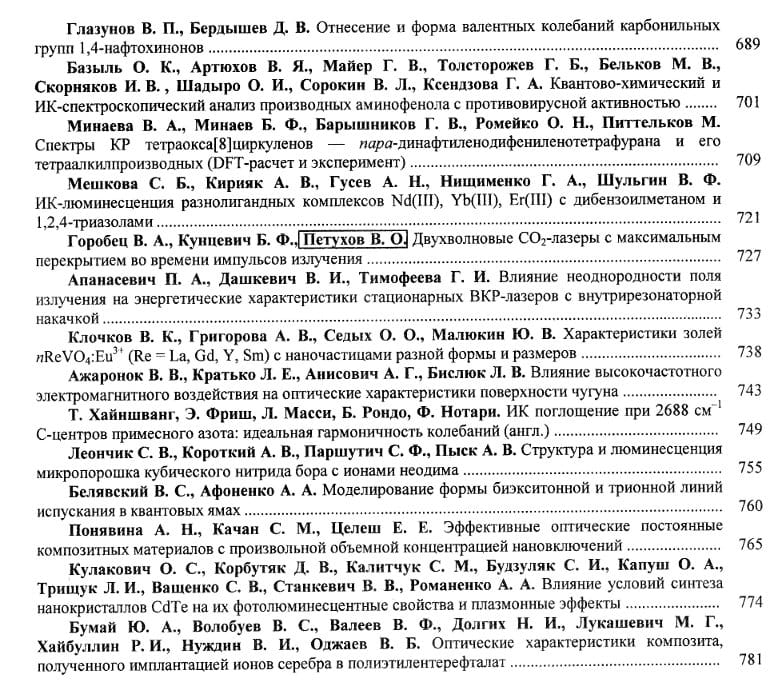 Глазунов В. П., Бердышев Д. В. Отнесение и форма валентных колебаний карбонильных
групп 1,4-нафтохинонов ... 689
Базыль О. К., Артюхов В. Я., Майер Г. В., Толсторожев Г. Б., Бельков М. В.,
Скорняков И. В. , Шадыро О. И., Сорокин В. Л., Ксендзова Г. А. Квантово-химический и
ИК-спектроскопический анализ производных аминофенола с противовирусной активностью ... 701
Минаева В. А., Минаев Б. Ф., Барышников Г. В., Ромейко О. Н., Питтельков М.
Спектры КР тетраокса[8]циркуленов — пара-динафтиленодифениленотетрафурана и его
тетраалкилпроизводных (DFT-расчет и эксперимент) ... 709
Мешкова С. Б., Кирияк А. В., Гусев А. Н., Нищименко Г. А., Шульгин В. Ф.
ИК-люминесценция разнолигандных комплексов Nd(III), Yb(III), Er(III) с дибензоилметаном и
1,2,4-триазолами ... 721
Горобец В. А., Кунцевич Б. Ф., Петухов В. О. Двухволновые CO₂-лазеры с максимальным
перекрытием во времени импульсов излучения ... 727
Апанасевич П. А., Дашкевич В. И., Тимофеева Г. И. Влияние неоднородности поля
излучения на энергетические характеристики стационарных ВКР-лазеров с внутрирезонаторной
накачкой ... 733
Клочков В. К., Григорова А. В., Седых О. О., Малюкин Ю. В. Характеристики золей
nReVO₄:Eu³⁺ (Re = La, Gd, Y, Sm) с наночастицами разной формы и размеров ... 738
Ажаронок В. В., Кратько Л. Е., Анисович А. Г., Бислюк Л. В. Влияние высокочастотного
электромагнитного воздействия на оптические характеристики поверхности чугуна ... 743
Т. Хайншванг, Э. Фриш, Л. Масси, Б. Рондо, Ф. Нотари. ИК поглощение при 2688 см⁻¹
С-центров примесного азота: идеальная гармоничность колебаний (англ.) ... 749
Леончик С. В., Короткий А. В., Паршутич С. Ф., Пыск А. В. Структура и люминесценция
микропорошка кубического нитрида бора с ионами неодима ... 755
Белявский В. С., Афоненко А. А. Моделирование формы биэкситонной и трионной линий
испускания в квантовых ямах ... 760
Понявина А. Н., Качан С. М., Целеш Е. Е. Эффективные оптические постоянные
композитных материалов с произвольной объемной концентрацией нановключений ... 765
Кулакович О. С., Корбутяк Д. В., Калитчук С. М., Будзуляк С. И., Капуш О. А.,
Трищук Л. И., Ващенко С. В., Станкевич В. В., Романенко А. А. Влияние условий синтеза
нанокристаллов CdTe на их фотолюминесцентные свойства и плазмонные эффекты ... 774
Бумай Ю. А., Волобуев В. С., Валеев В. Ф., Долгих Н. И., Лукашевич М. Г.,
Хайбуллин Р. И., Нуждин В. И., Оджаев В. Б. Оптические характеристики композита,
полученного имплантацией ионов серебра в полиэтилентерефталат ... 781